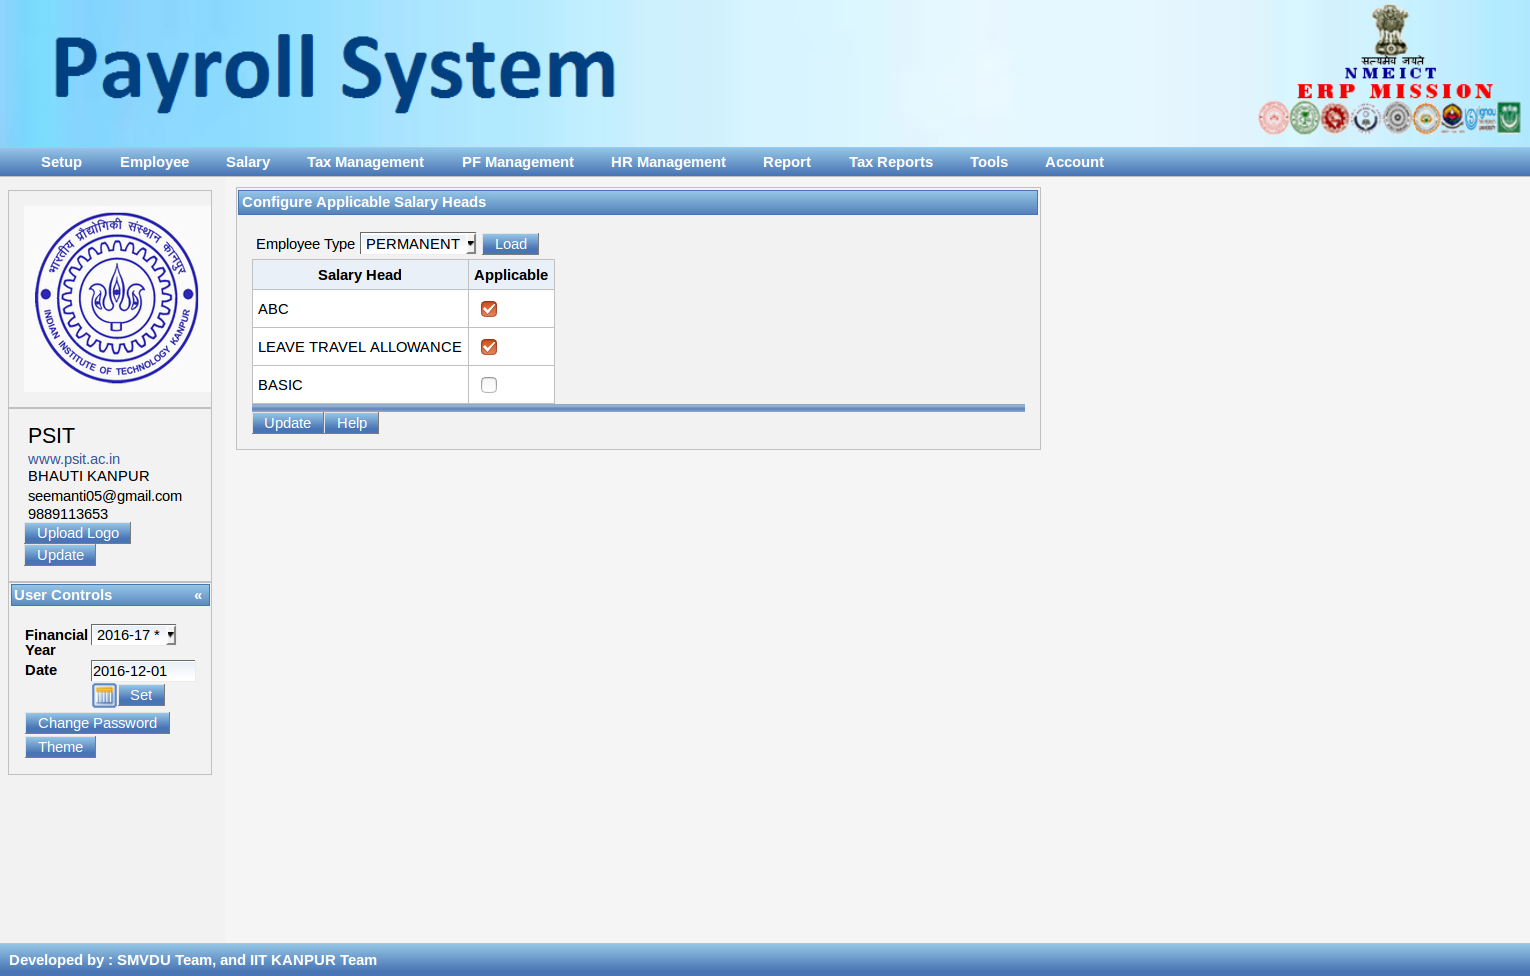 Payroll System
सत्यमेव जयते
NMEICT
ERP MISSION
Setup Employee Salary Tax Management PF Management HR Management Report Tax Reports Tools Account
भारतीय प्रौद्योगिकी संस्थान कानपुर
INDIAN INSTITUTE OF TECHNOLOGY KANPUR
PSIT
www.psit.ac.in
BHAUTI KANPUR
seemanti05@gmail.com
9889113653
Upload Logo
Update
User Controls «
Financial Year 2016-17 *
Date 2016-12-01
Set
Change Password
Theme
Configure Applicable Salary Heads
Employee Type PERMANENT Load
Salary Head Applicable
ABC
LEAVE TRAVEL ALLOWANCE
BASIC
Update Help
Developed by : SMVDU Team, and IIT KANPUR Team